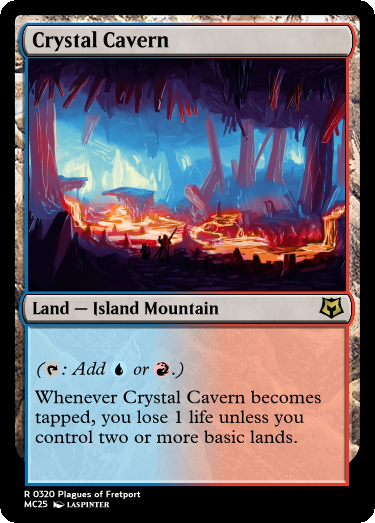 Crystal Cavern
Land — Island Mountain
(: Add or .)
Whenever Crystal Cavern becomes
tapped, you lose 1 life unless you
control two or more basic lands.
R 0320 Plagues of Fretport
MC25 LASPINTER